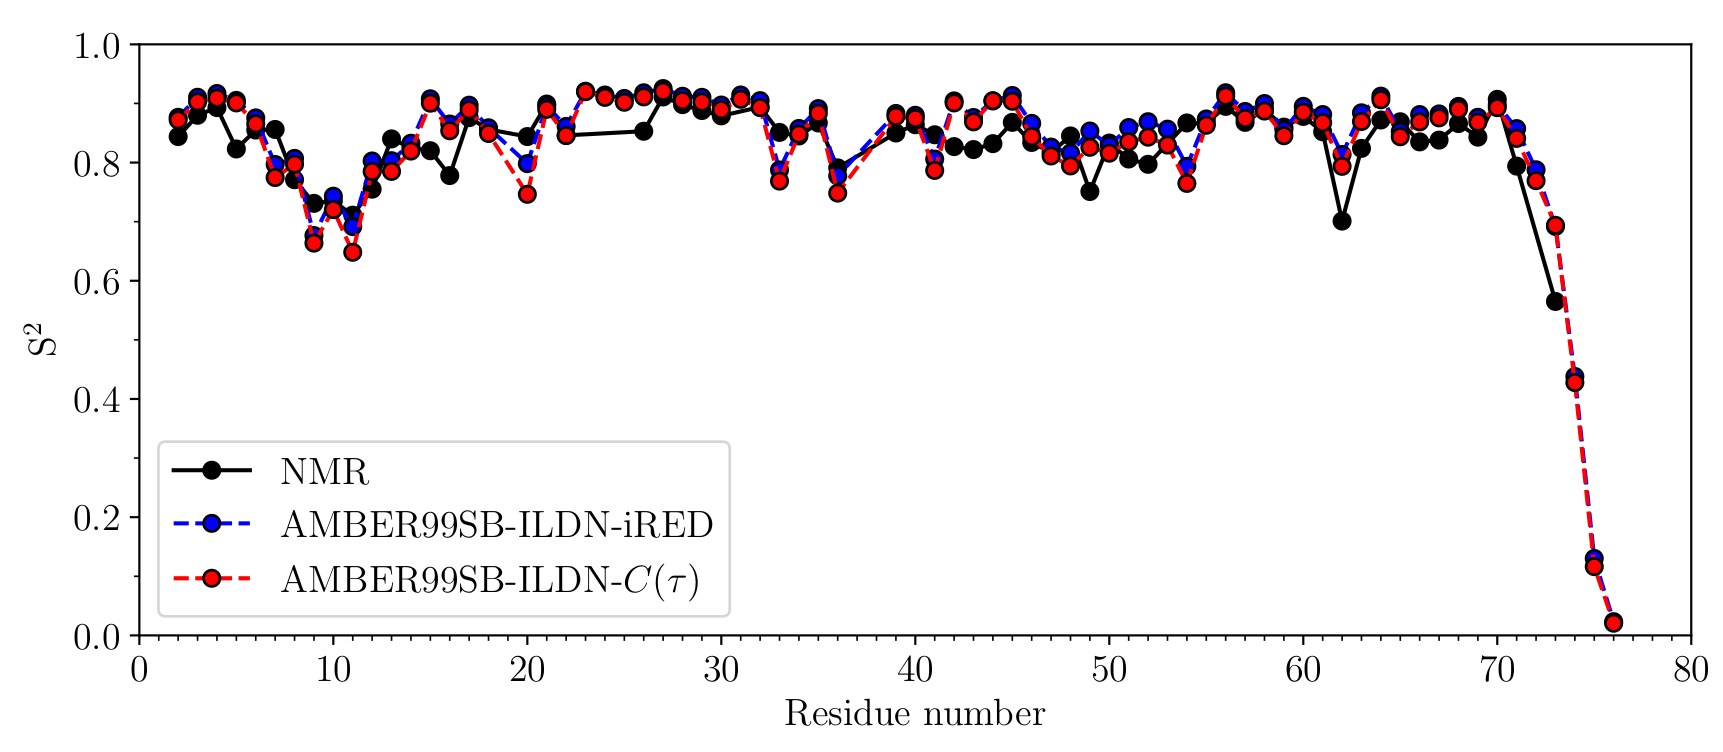 1.0
0.8
0.6
0.4
0.2
0.0
S²
NMR
AMBER99SB-ILDN-iRED
AMBER99SB-ILDN-C(τ)
0 10 20 30 40 50 60 70 80
Residue number